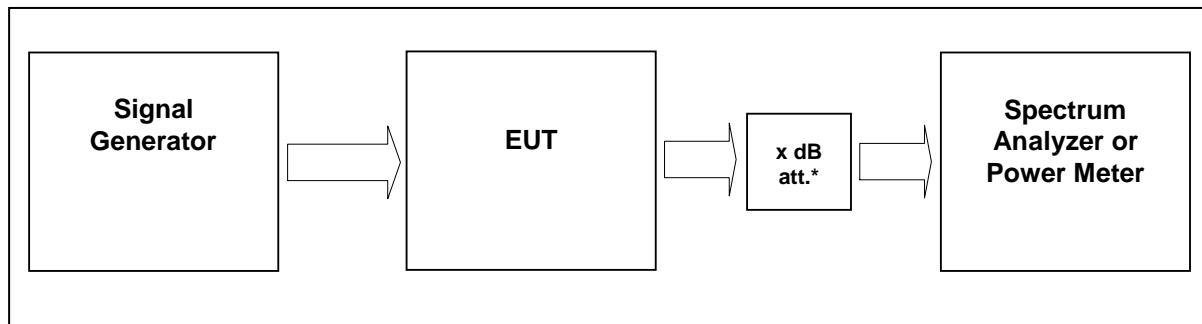 Signal
Generator
EUT
x dB
att.*
Spectrum
Analyzer or
Power Meter